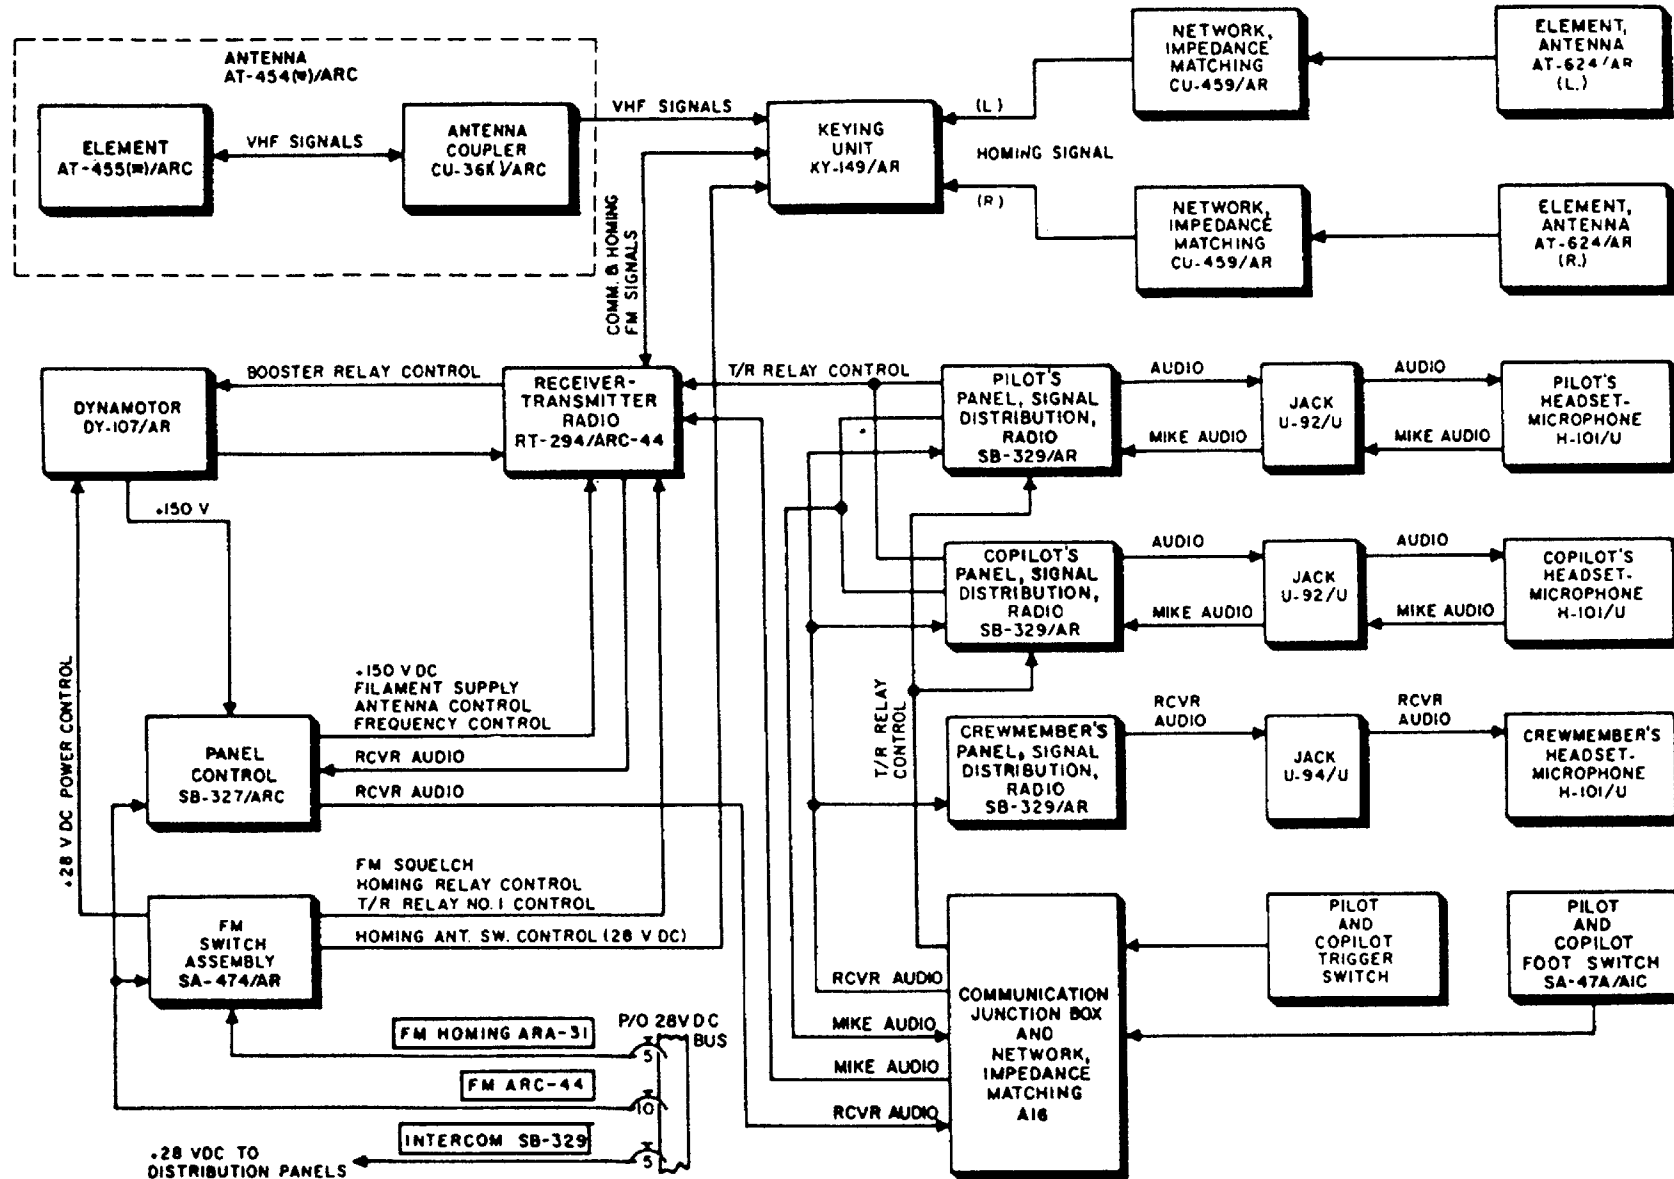 ANTENNA
AT-454(*)/ARC
ELEMENT
AT-455(*)/ARC
VHF SIGNALS
ANTENNA
COUPLER
CU-36K )/ARC
VHF SIGNALS
KEYING
UNIT
KY-149/AR
(L)
HOMING SIGNAL
(R)
NETWORK,
IMPEDANCE
MATCHING
CU-459/AR
ELEMENT,
ANTENNA
AT-624/AR
(L.)
NETWORK,
IMPEDANCE
MATCHING
CU-459/AR
ELEMENT,
ANTENNA
AT-624/AR
(R.)
COMM. & HOMING
FM SIGNALS
DYNAMOTOR
DY-107/AR
BOOSTER RELAY CONTROL
RECEIVER-
TRANSMITTER
RADIO
RT-294/ARC-44
T/R RELAY CONTROL
PILOT'S
PANEL, SIGNAL
DISTRIBUTION,
RADIO
SB-329/AR
AUDIO
MIKE AUDIO
JACK
U-92/U
AUDIO
MIKE AUDIO
PILOT'S
HEADSET-
MICROPHONE
H-101/U
+150 V
COPILOT'S
PANEL, SIGNAL
DISTRIBUTION,
RADIO
SB-329/AR
AUDIO
MIKE AUDIO
JACK
U-92/U
AUDIO
MIKE AUDIO
COPILOT'S
HEADSET-
MICROPHONE
H-101/U
+28 V DC POWER CONTROL
+150 V DC
FILAMENT SUPPLY
ANTENNA CONTROL
FREQUENCY CONTROL
PANEL
CONTROL
SB-327/ARC
RCVR AUDIO
RCVR AUDIO
T/R RELAY
CONTROL
CREWMEMBER'S
PANEL, SIGNAL
DISTRIBUTION,
RADIO
SB-329/AR
RCVR
AUDIO
JACK
U-94/U
RCVR
AUDIO
CREWMEMBER'S
HEADSET-
MICROPHONE
H-101/U
FM SQUELCH
HOMING RELAY CONTROL
T/R RELAY NO. 1 CONTROL
HOMING ANT. SW. CONTROL (28 V DC)
FM
SWITCH
ASSEMBLY
SA-474/AR
RCVR AUDIO
MIKE AUDIO
MIKE AUDIO
RCVR AUDIO
COMMUNICATION
JUNCTION BOX
AND
NETWORK,
IMPEDANCE
MATCHING
A16
PILOT
AND
COPILOT
TRIGGER
SWITCH
PILOT
AND
COPILOT
FOOT SWITCH
SA-47A/AIC
FM HOMING ARA-31
P/O 28V DC
BUS
5
FM ARC-44
10
INTERCOM SB-329
5
+28 VDC TO
DISTRIBUTION PANELS